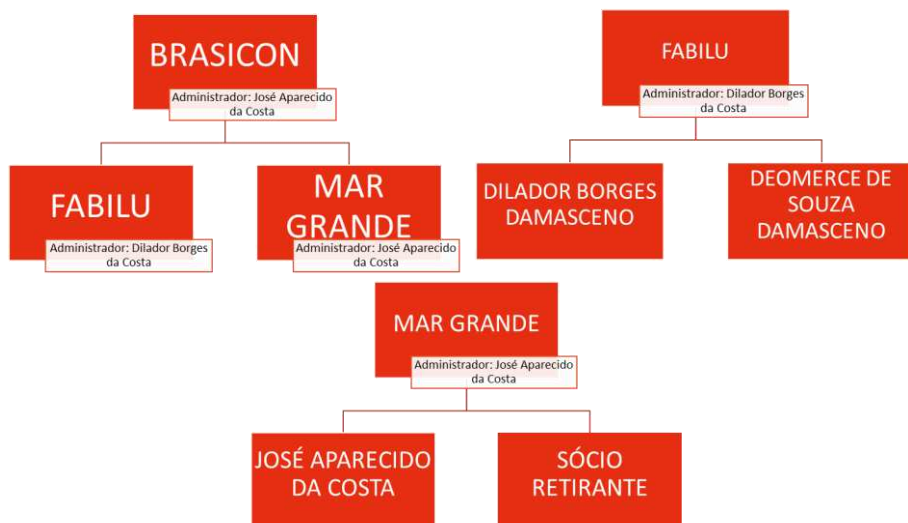 BRASICON
Administrador: José Aparecido
da Costa
FABILU
Administrador: Dilador Borges
da Costa
MAR
GRANDE
Administrador: José Aparecido
da Costa
FABILU
Administrador: Dilador Borges
da Costa
DILADOR BORGES
DAMASCENO
DEOMERCE DE
SOUZA
DAMASCENO
MAR GRANDE
Administrador: José Aparecido
da Costa
JOSÉ APARECIDO
DA COSTA
SÓCIO
RETIRANTE